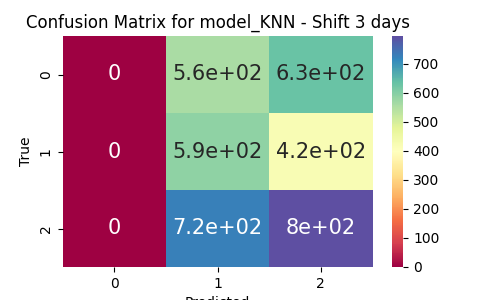 Confusion Matrix for model_KNN - Shift 3 days
0 0 5.6e+02 6.3e+02
True 1 0 5.9e+02 4.2e+02
2 0 7.2e+02 8e+02
0 1 2
Predicted
700
600
500
400
300
200
100
0